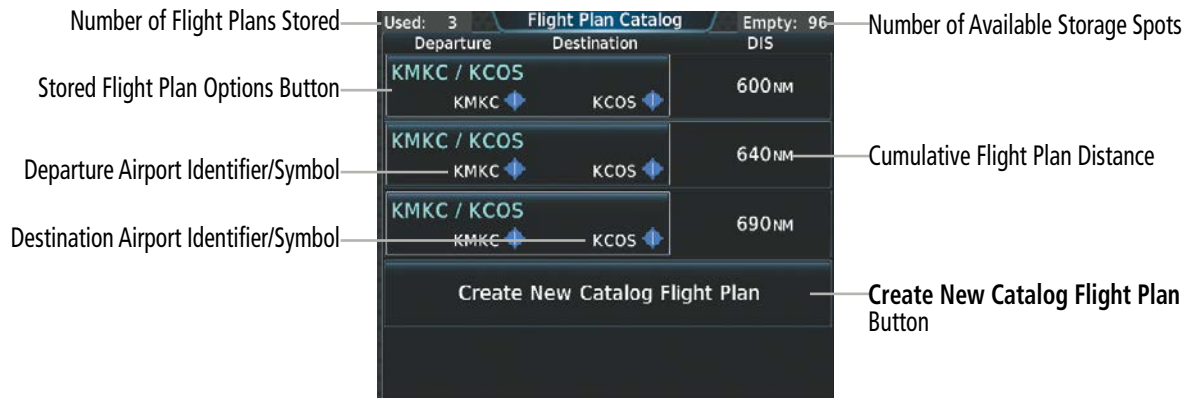 Number of Flight Plans Stored
Used: 3
Flight Plan Catalog
Empty: 96
Number of Available Storage Spots
Departure
Destination
DIS
Stored Flight Plan Options Button
KMKC / KCOS
KMKC
KCOS
600NM
KMKC / KCOS
Departure Airport Identifier/Symbol
KMKC
KCOS
640NM
Cumulative Flight Plan Distance
KMKC / KCOS
Destination Airport Identifier/Symbol
KMKC
KCOS
690NM
Create New Catalog Flight Plan
Create New Catalog Flight Plan
Button